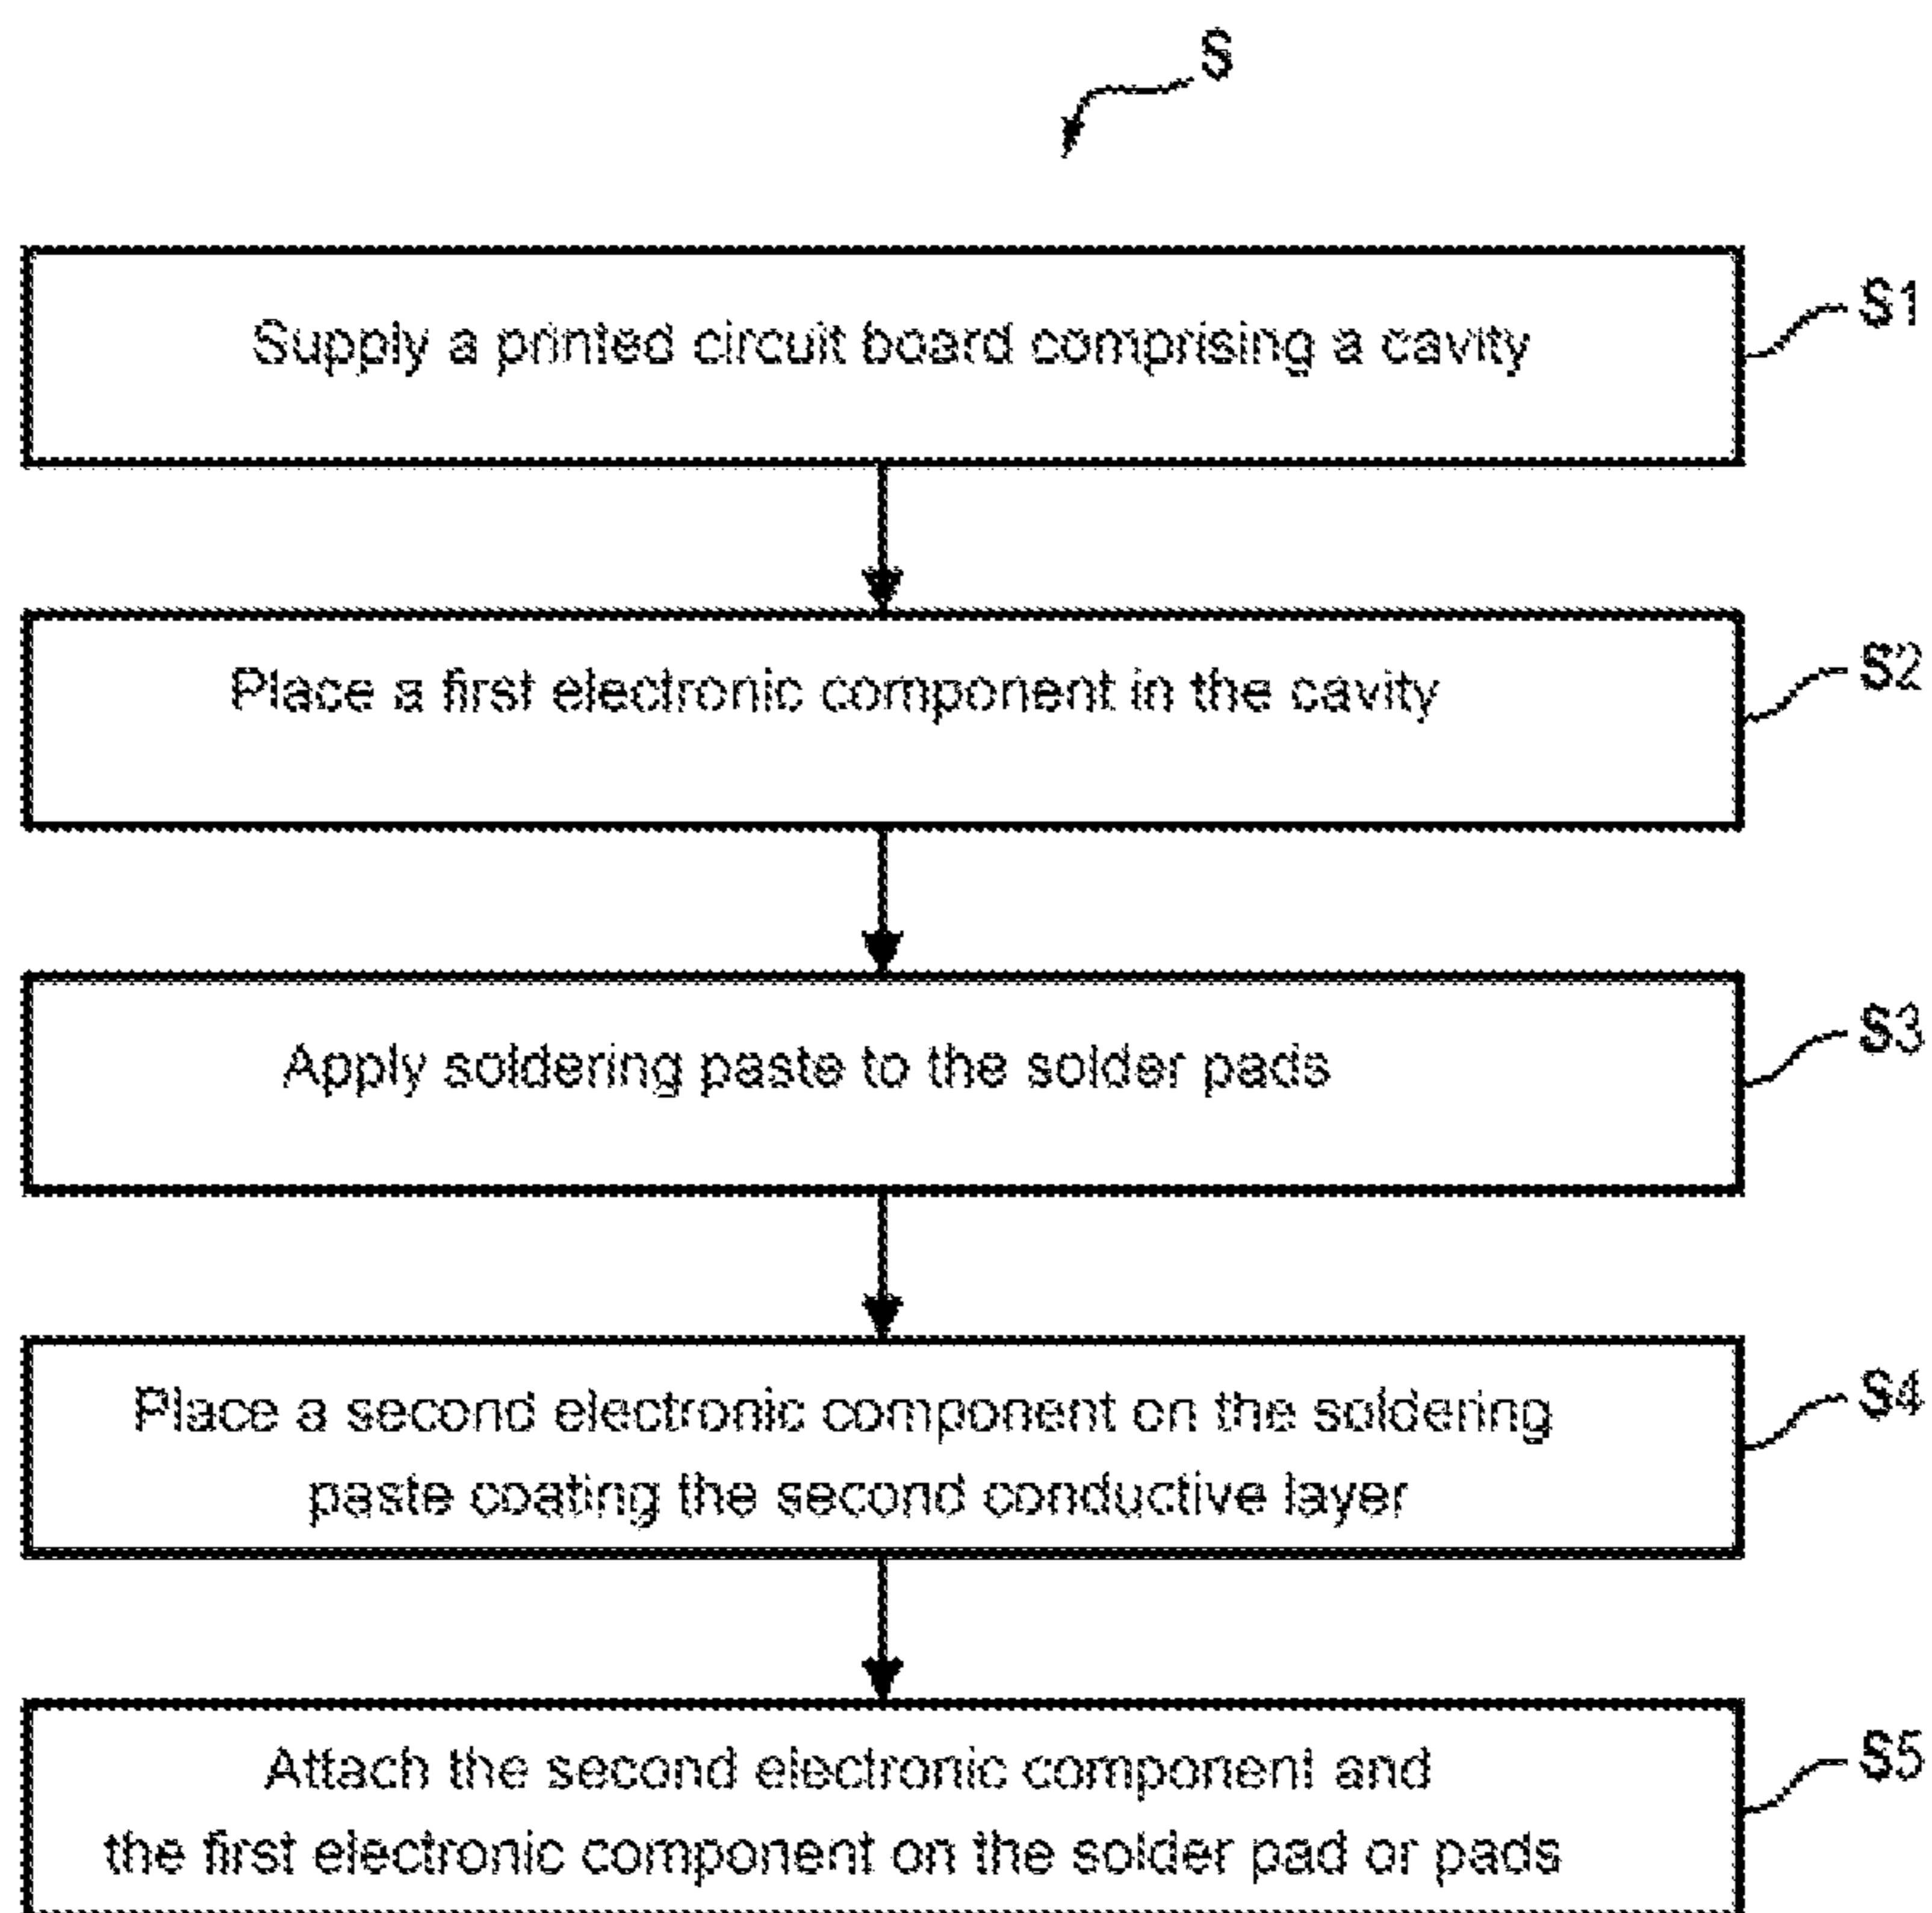 S
Supply a printed circuit board comprising a cavity
S1
Place a first electronic component in the cavity
S2
Apply soldering paste to the solder pads
S3
Place a second electronic component on the soldering
paste coating the second conductive layer
S4
Attach the second electronic component and
the first electronic component on the solder pad or pads
S5